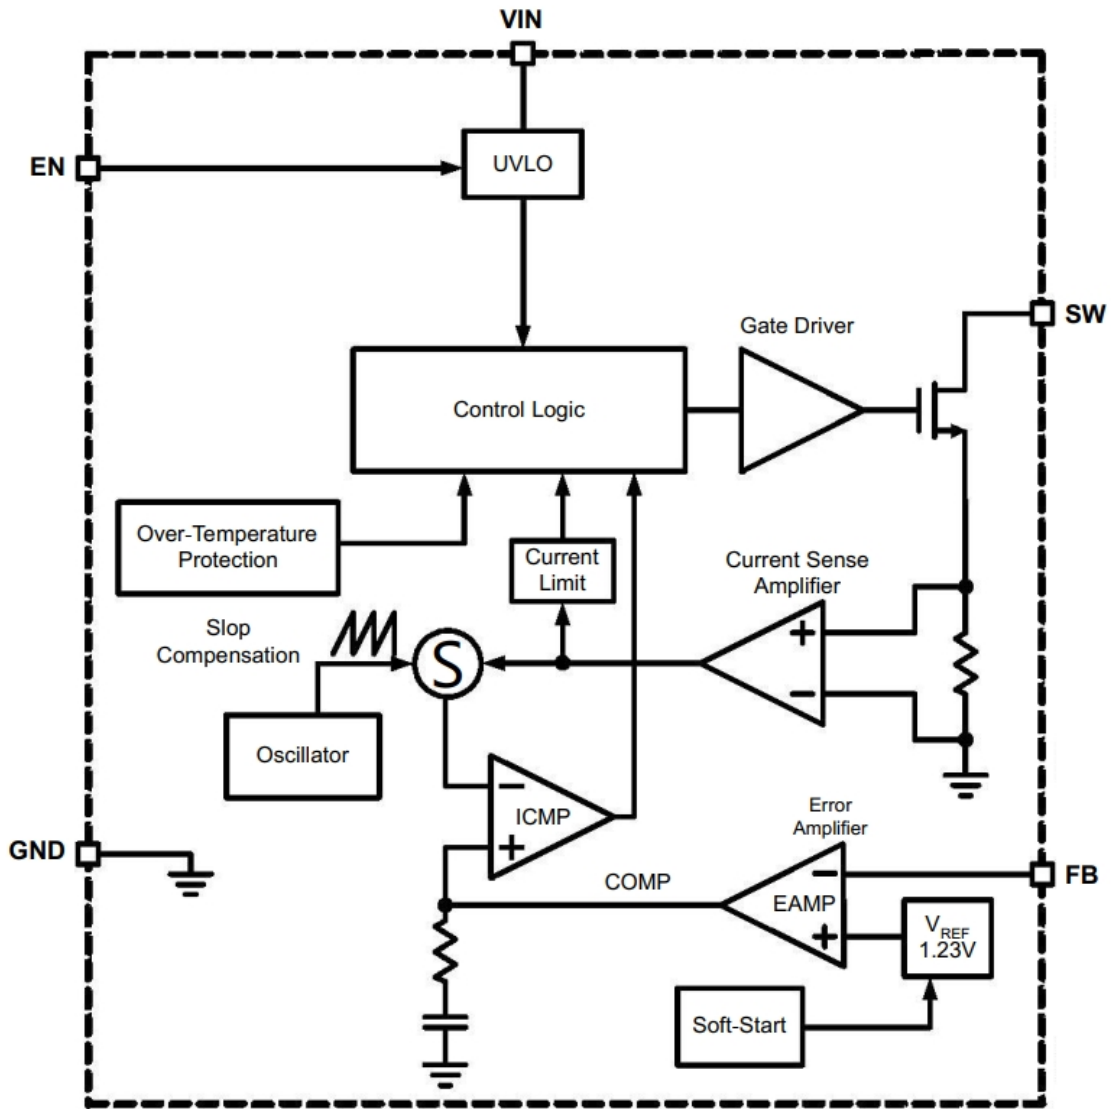 VIN
EN
UVLO
SW
Gate Driver
Control Logic
Over-Temperature
Protection
Current
Limit
Current Sense
Amplifier
+
−
Slop
Compensation
S
Oscillator
−
ICMP
+
GND
Error
Amplifier
COMP
−
EAMP
+
FB
VREF
1.23V
Soft-Start